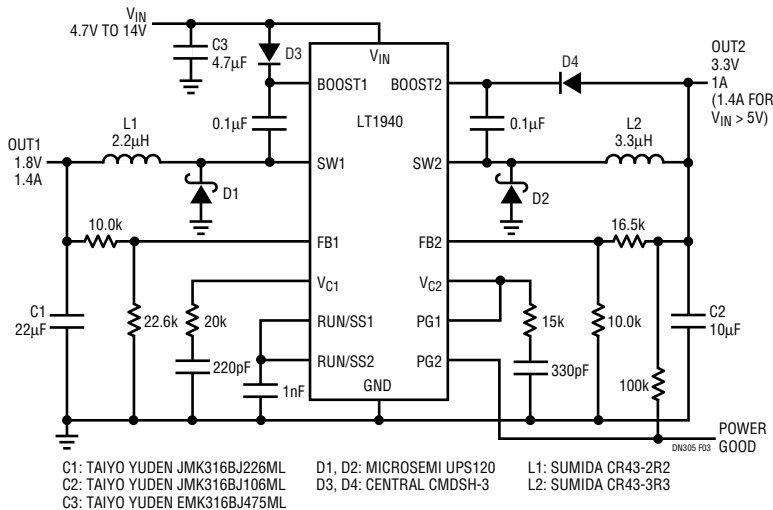 VIN
4.7V TO 14V
C3
4.7µF
D3
VIN
BOOST1
BOOST2
D4
OUT2
3.3V
1A
(1.4A FOR
VIN > 5V)
LT1940
0.1µF
0.1µF
OUT1
1.8V
1.4A
L1
2.2µH
L2
3.3µH
SW1
SW2
D1
D2
10.0k
FB1
FB2
16.5k
VC1
VC2
C1
22µF
22.6k
20k
RUN/SS1
PG1
15k
10.0k
C2
10µF
220pF
RUN/SS2
PG2
330pF
100k
1nF
GND
DN305 F03
POWER
GOOD
C1: TAIYO YUDEN JMK316BJ226ML
C2: TAIYO YUDEN JMK316BJ106ML
C3: TAIYO YUDEN EMK316BJ475ML
D1, D2: MICROSEMI UPS120
D3, D4: CENTRAL CMDSH-3
L1: SUMIDA CR43-2R2
L2: SUMIDA CR43-3R3